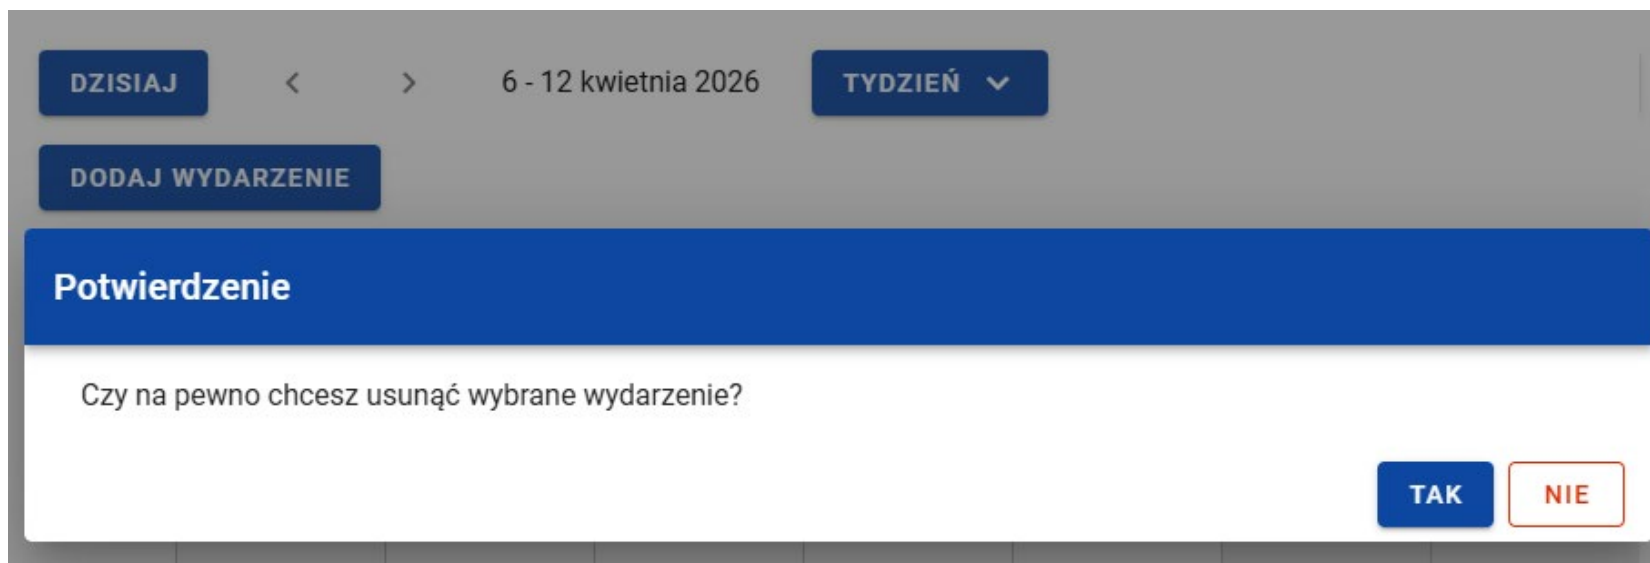 DZISIAJ 6 - 12 kwietnia 2026 TYDZIEŃ
DODAJ WYDARZENIE
Potwierdzenie
Czy na pewno chcesz usunąć wybrane wydarzenie?
TAK NIE